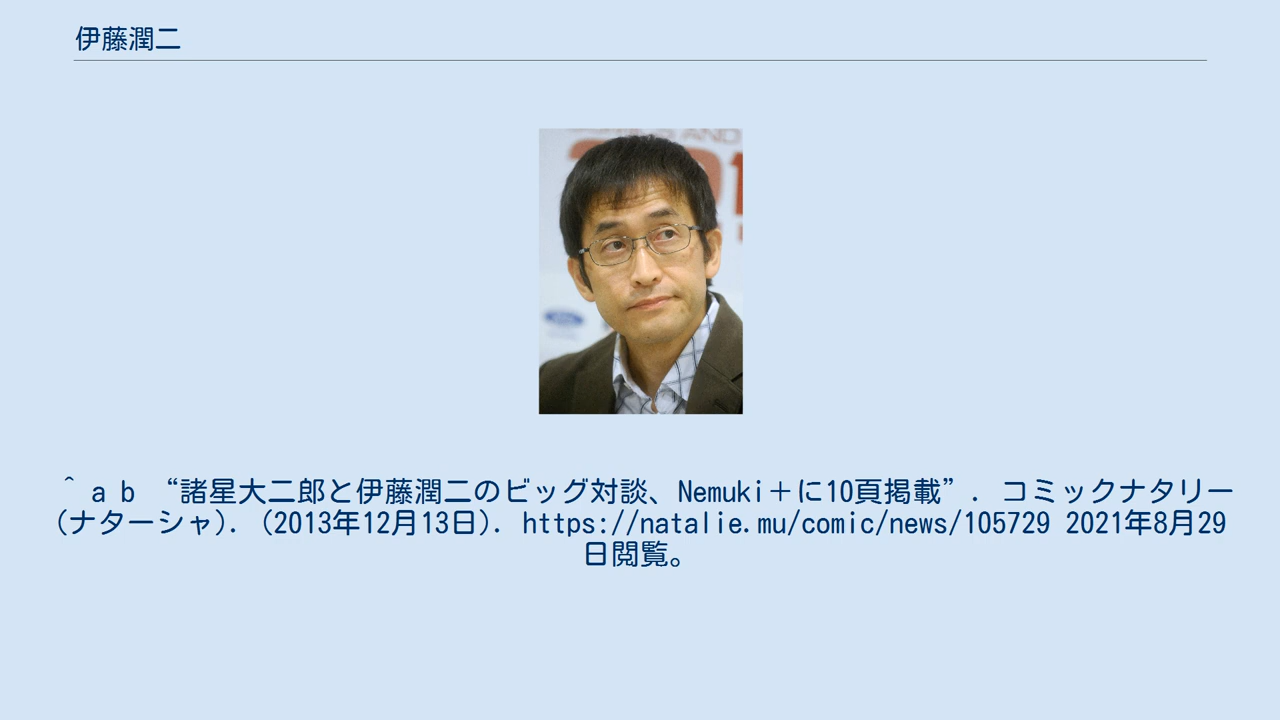 伊藤潤二
^ a b “諸星大二郎と伊藤潤二のビッグ対談、Nemuki＋に10頁掲載”. コミックナタリー
(ナターシャ). (2013年12月13日). https://natalie.mu/comic/news/105729 2021年8月29
日閲覧。